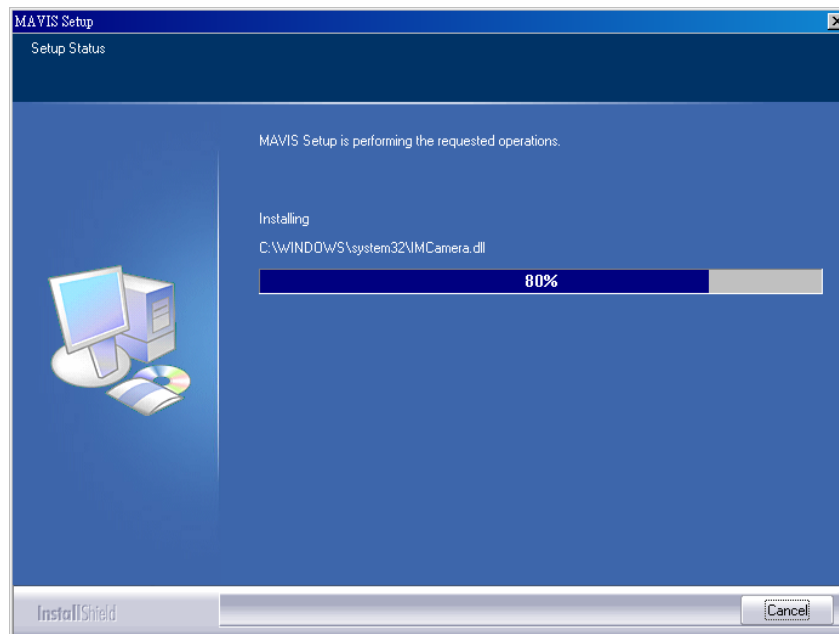 MAVIS Setup
Setup Status
MAVIS Setup is performing the requested operations.
Installing
C:\WINDOWS\system32\IMCamera.dll
80%
InstallShield
Cancel